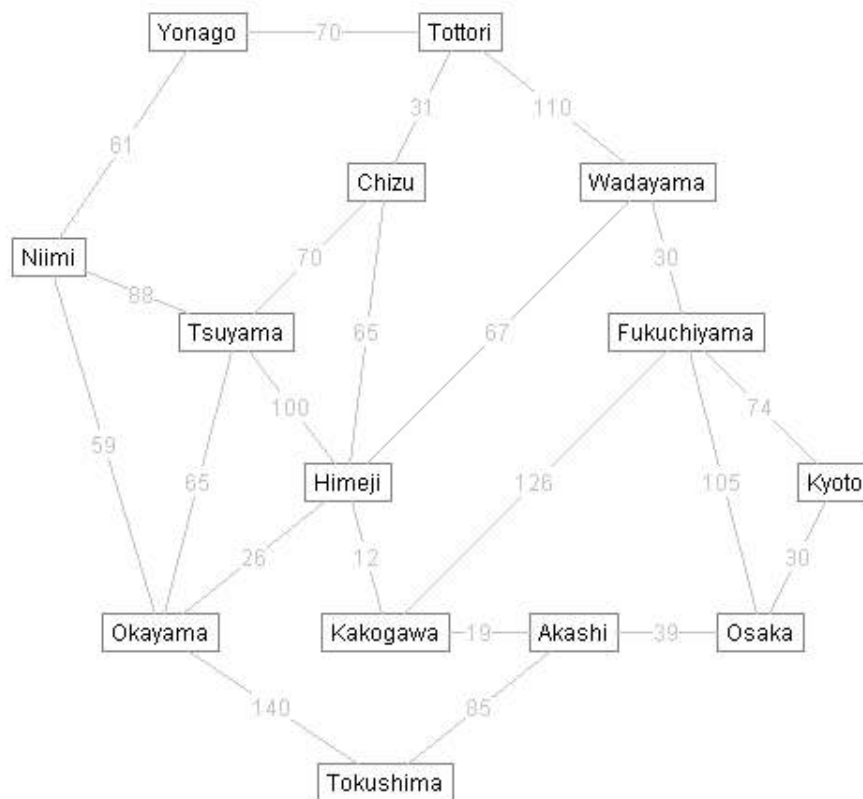 Yonago 70 Tottori
61 31 110
Chizu Wadayama
Niimi 88 70 30
Tsuyama 65 67 Fukuchiyama
100 74
59 65 Himeji 126 105 Kyoto
26 12 30
Okayama Kakogawa 19 Akashi 39 Osaka
140 85
Tokushima